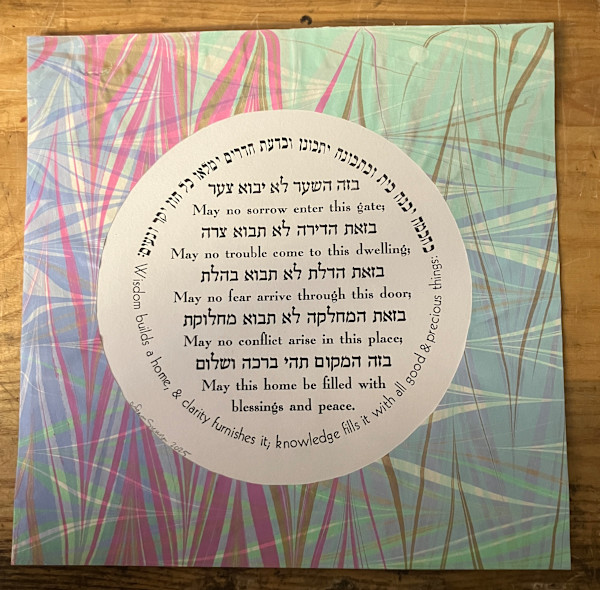 בחכמה יבנה בית ובתבונה יתכונן ובדעת חדרים ימלאו כל הון יקר ונעים:
בזה השער לא יבוא צער
May no sorrow enter this gate;
בזאת הדירה לא תבוא צרה
May no trouble come to this dwelling;
בזאת הדלת לא תבוא בהלת
May no fear arrive through this door;
בזאת המחלקה לא תבוא מחלוקת
May no conflict arise in this place;
בזה המקום תהי ברכה ושלום
May this home be filled with
blessings and peace.
Wisdom builds a home, & clarity furnishes it; knowledge fills it with all good & precious things: